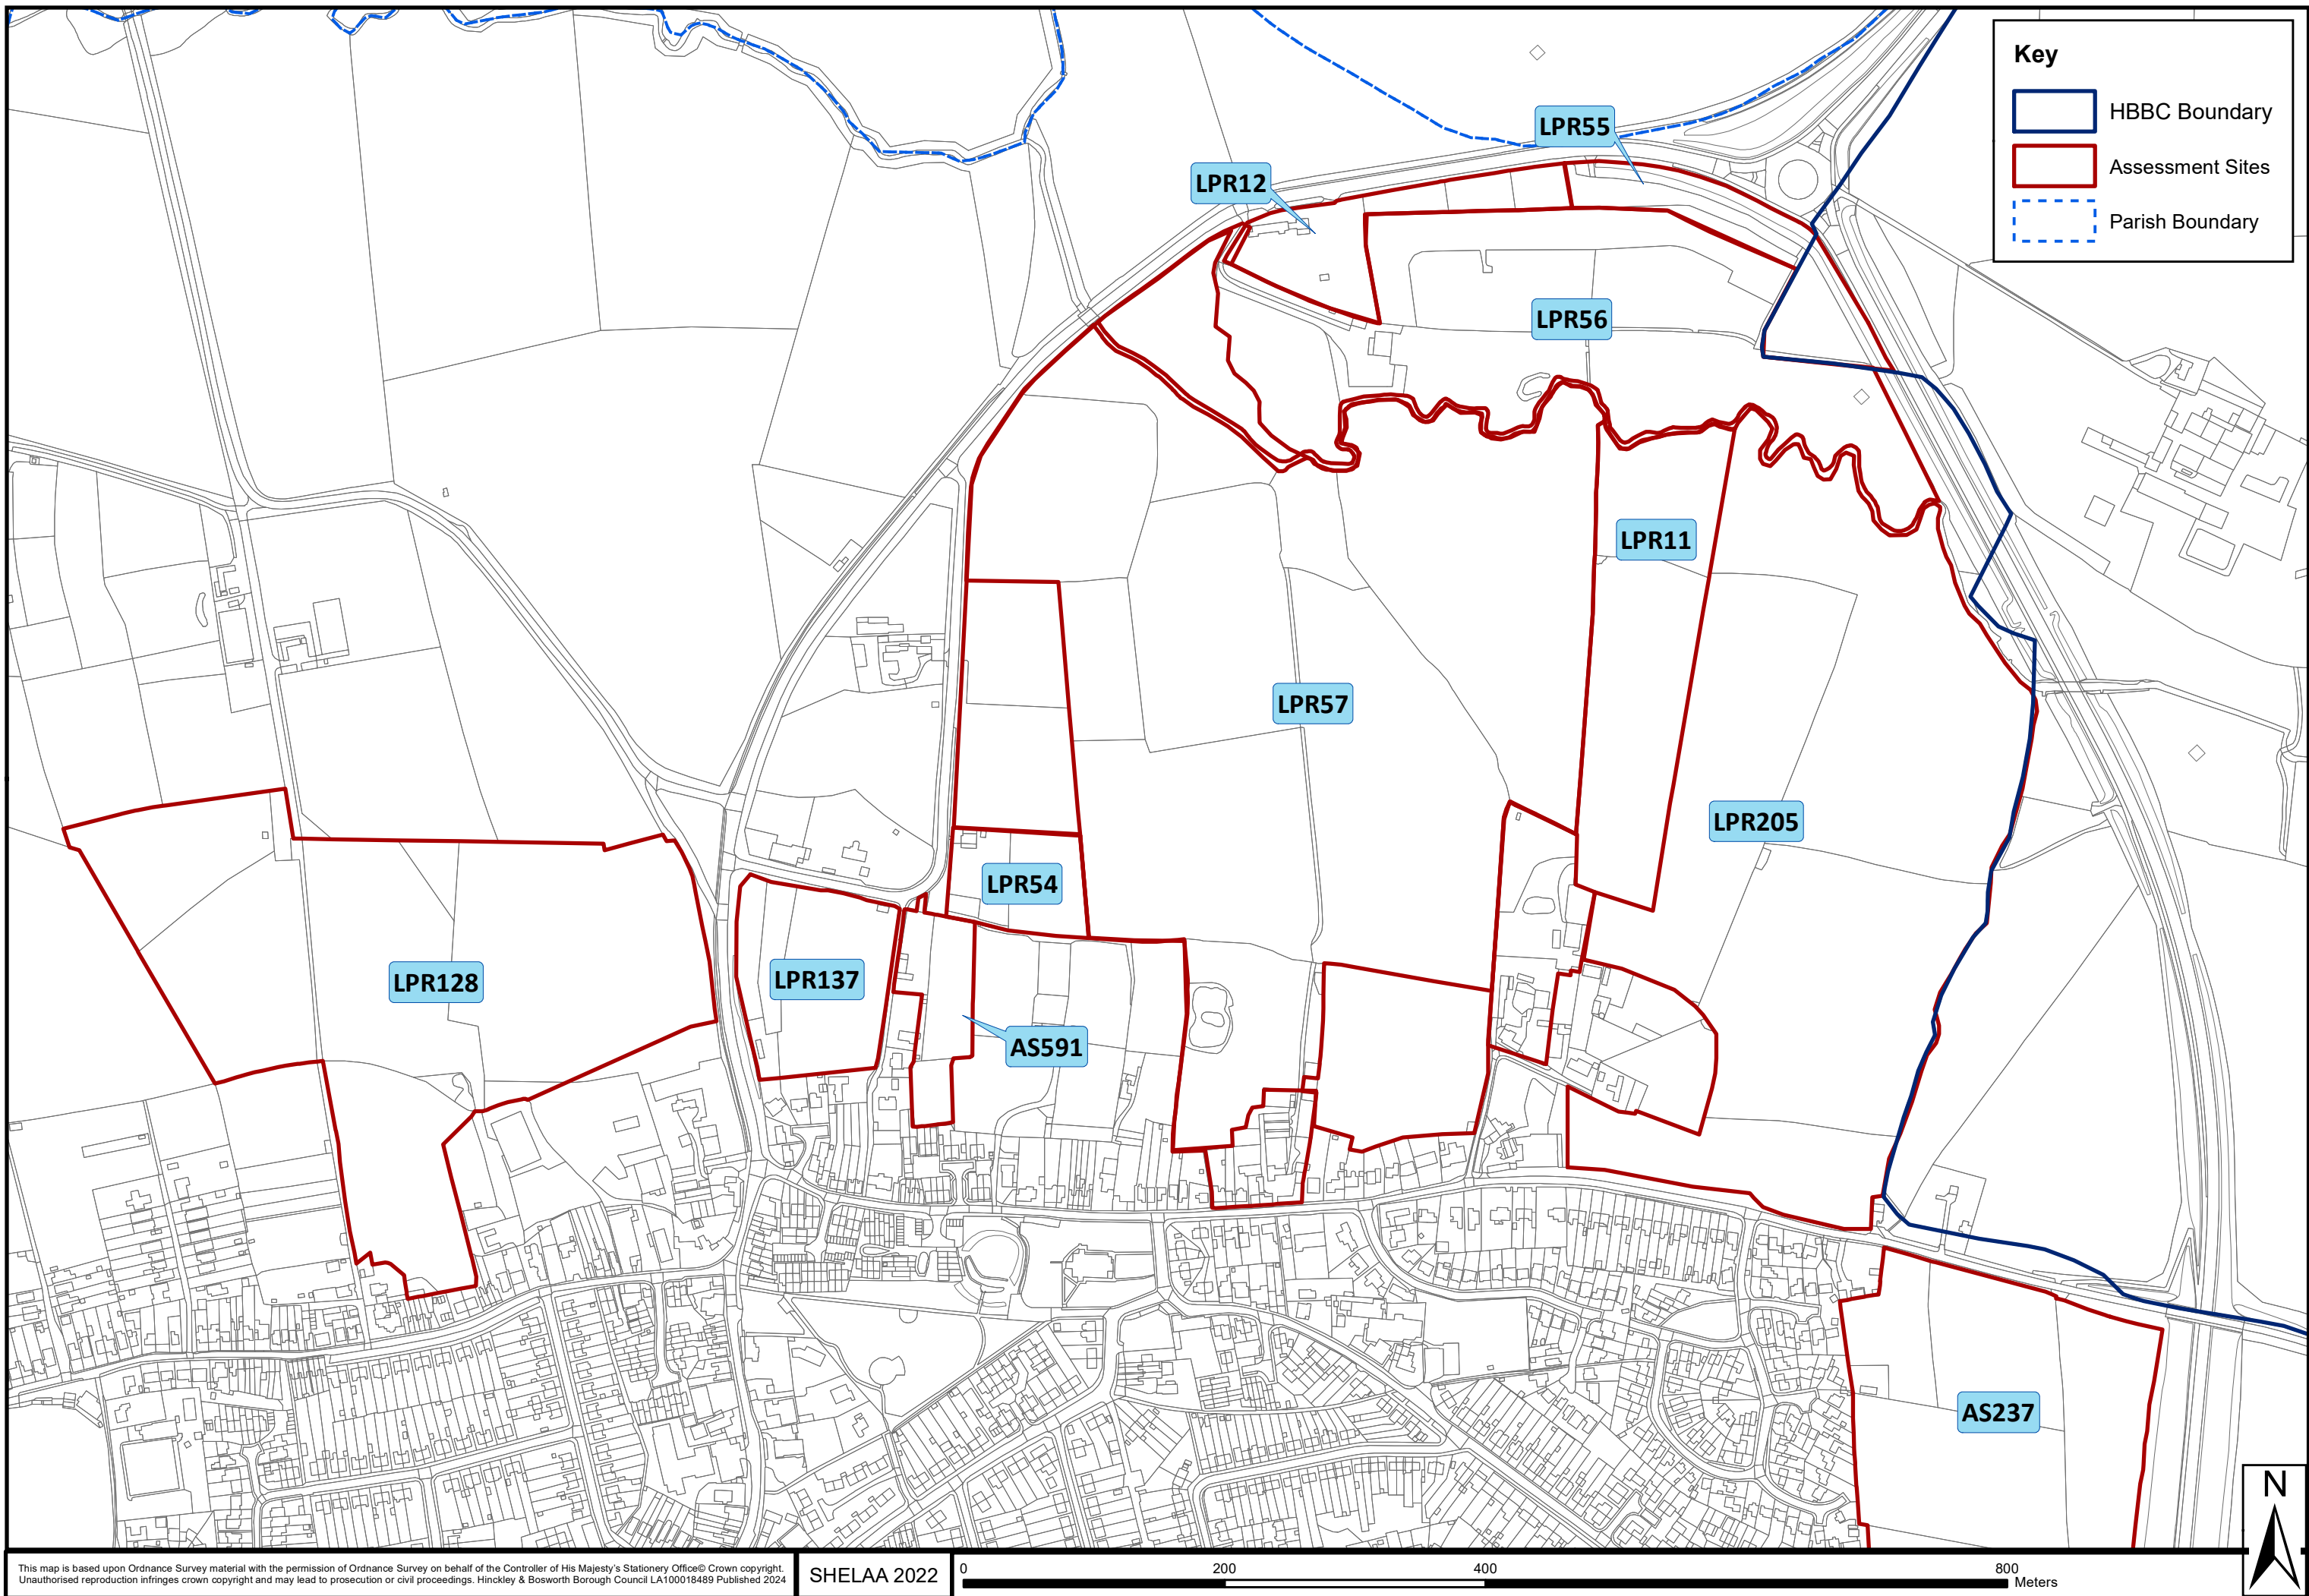 Key
HBBC Boundary
Assessment Sites
Parish Boundary
LPR55
LPR12
LPR56
LPR11
LPR57
LPR205
LPR54
LPR128
LPR137
AS591
AS237
N
This map is based upon Ordnance Survey material with the permission of Ordnance Survey on behalf of the Controller of His Majesty's Stationery Office© Crown copyright.
Unauthorised reproduction infringes crown copyright and may lead to prosecution or civil proceedings. Hinckley & Bosworth Borough Council LA100018489 Published 2024
SHELAA 2022
0 200 400 800
Meters